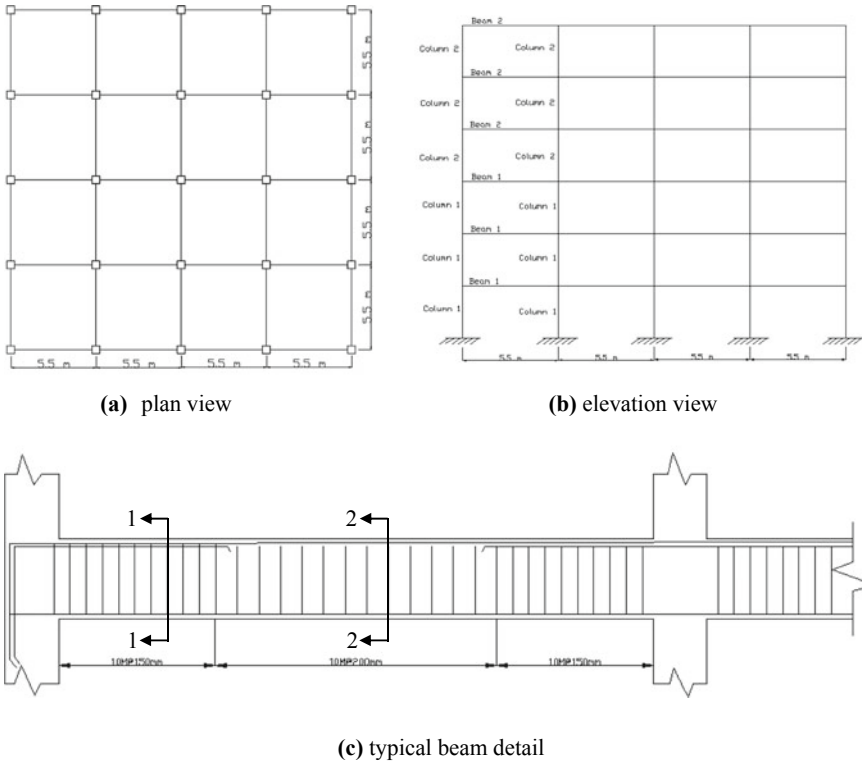 5.5 m
5.5 m
5.5 m
5.5 m
5.5 m 5.5 m 5.5 m 5.5 m
(a) plan view
Beam 2
Column 2 Column 2
Beam 2
Column 2 Column 2
Beam 2
Column 2 Column 2
Beam 1
Column 1 Column 1
Beam 1
Column 1 Column 1
Beam 1
Column 1 Column 1
5.5 m 5.5 m 5.5 m 5.5 m
(b) elevation view
1 2
1 2
10M@150mm 10M@200mm 10M@150mm
(c) typical beam detail